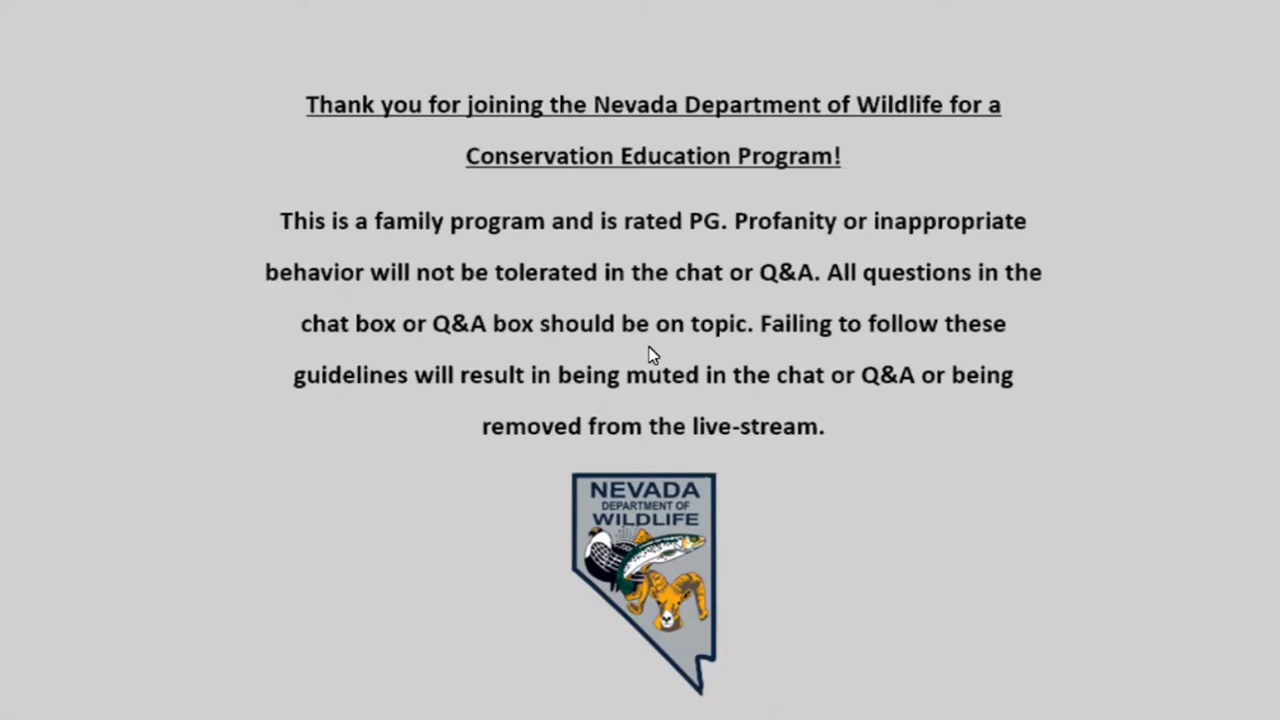 Thank you for joining the Nevada Department of Wildlife for a
Conservation Education Program!
This is a family program and is rated PG. Profanity or inappropriate
behavior will not be tolerated in the chat or Q&A. All questions in the
chat box or Q&A box should be on topic. Failing to follow these
guidelines will result in being muted in the chat or Q&A or being
removed from the live-stream.
NEVADA
DEPARTMENT OF
WILDLIFE